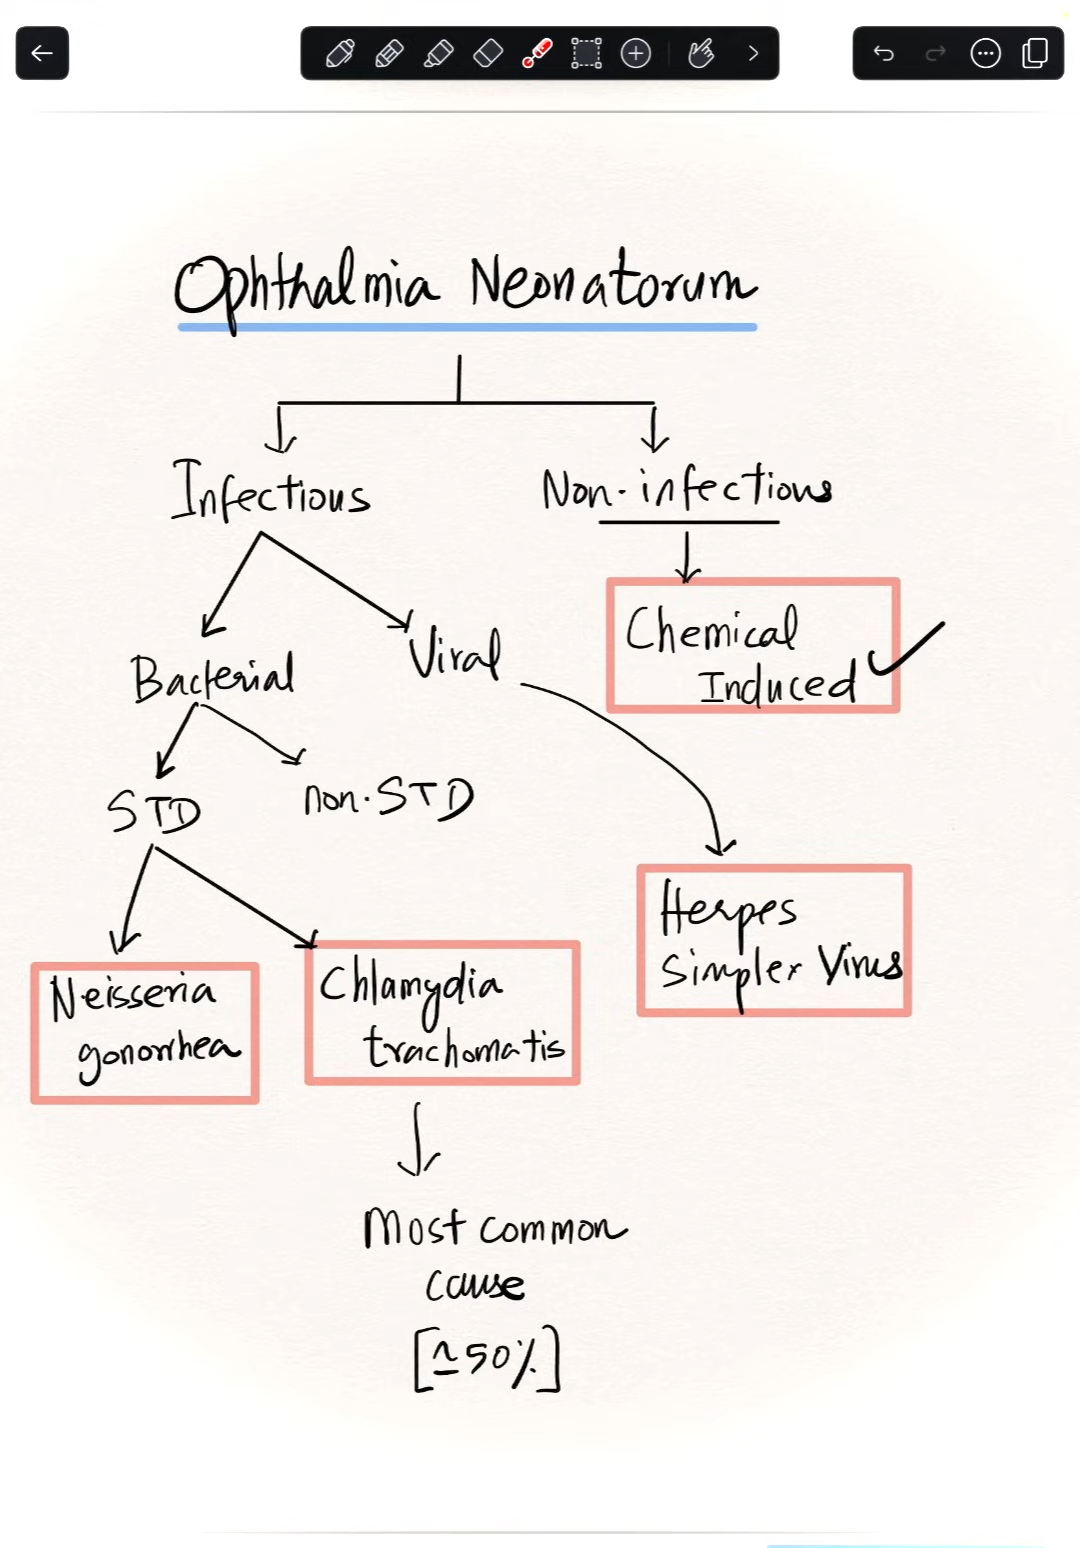 Ophthalmia Neonatorum
Infectious
Non-infectious
Chemical
Induced
Bacterial
Viral
STD
non-STD
Herpes
Simplex Virus
Neisseria
gonorrhea
Chlamydia
trachomatis
Most common
cause
[≃50%]